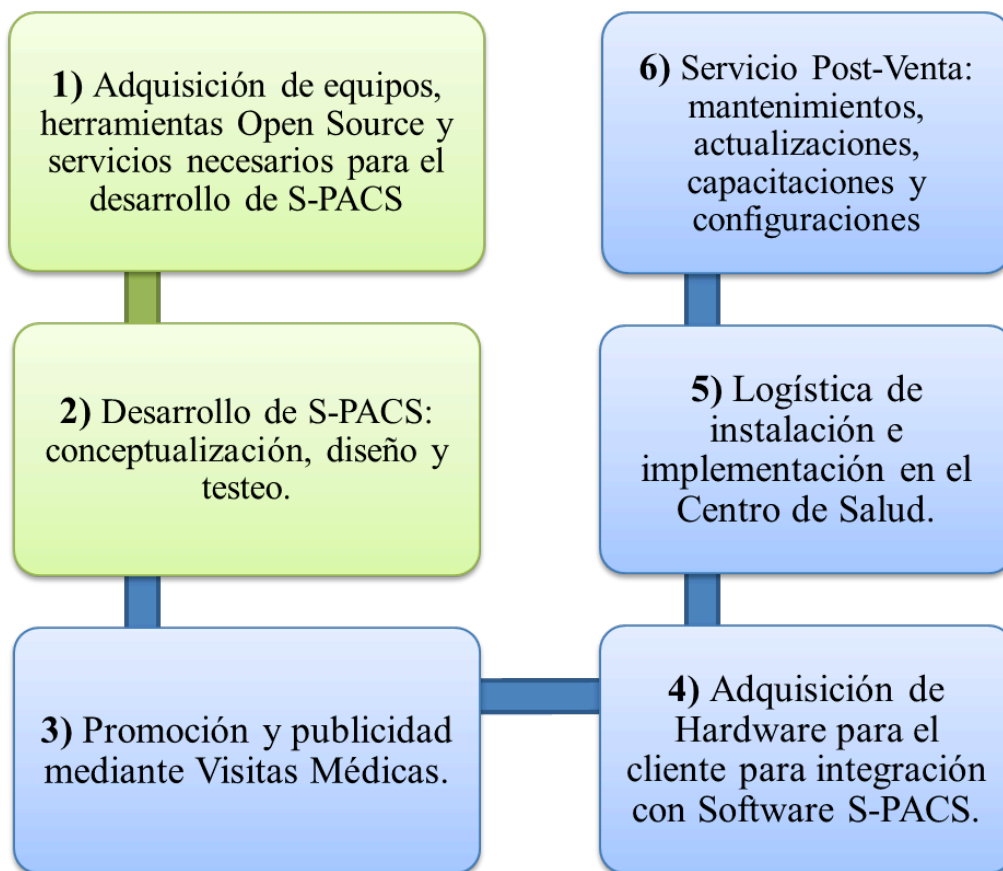 1) Adquisición de equipos,
herramientas Open Source y
servicios necesarios para el
desarrollo de S-PACS
2) Desarrollo de S-PACS:
conceptualización, diseño y
testeo.
3) Promoción y publicidad
mediante Visitas Médicas.
4) Adquisición de
Hardware para el
cliente para integración
con Software S-PACS.
5) Logística de
instalación e
implementación en el
Centro de Salud.
6) Servicio Post-Venta:
mantenimientos,
actualizaciones,
capacitaciones y
configuraciones